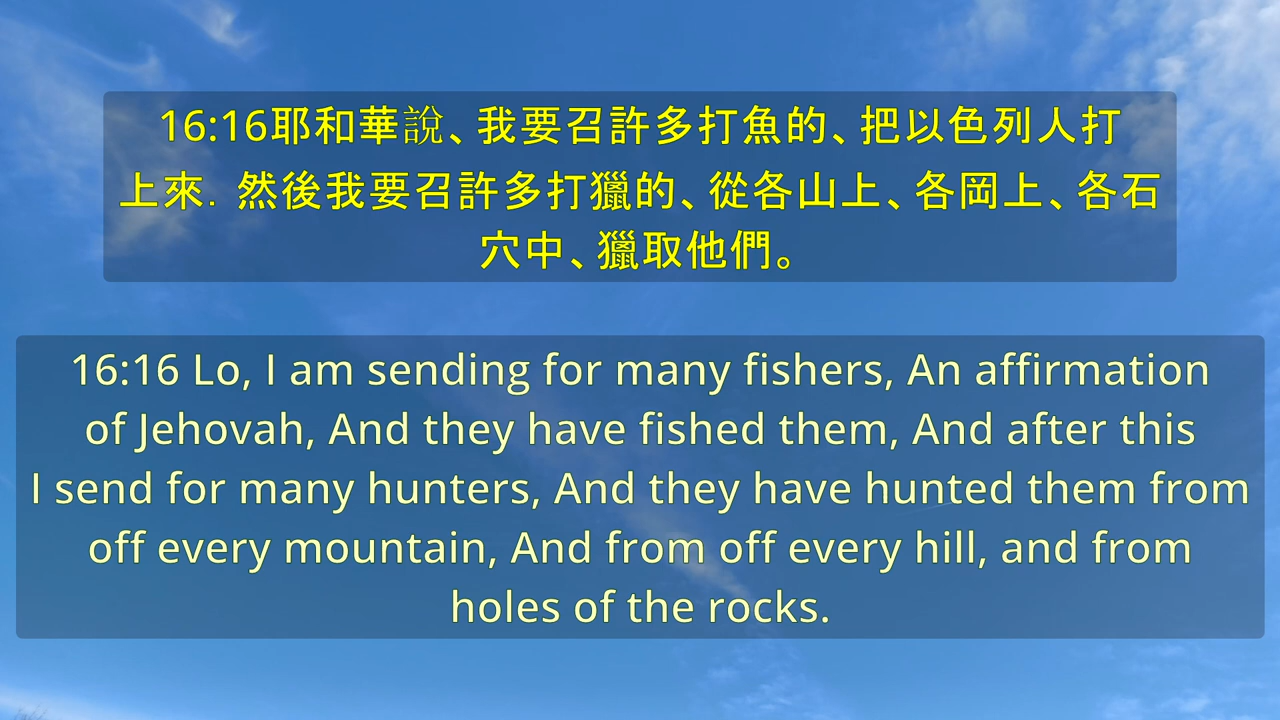 16:16耶和華說、我要召許多打魚的、把以色列人打
上來．然後我要召許多打獵的、從各山上、各岡上、各石
穴中、獵取他們。
16:16 Lo, I am sending for many fishers, An affirmation
of Jehovah, And they have fished them, And after this
I send for many hunters, And they have hunted them from
off every mountain, And from off every hill, and from
holes of the rocks.